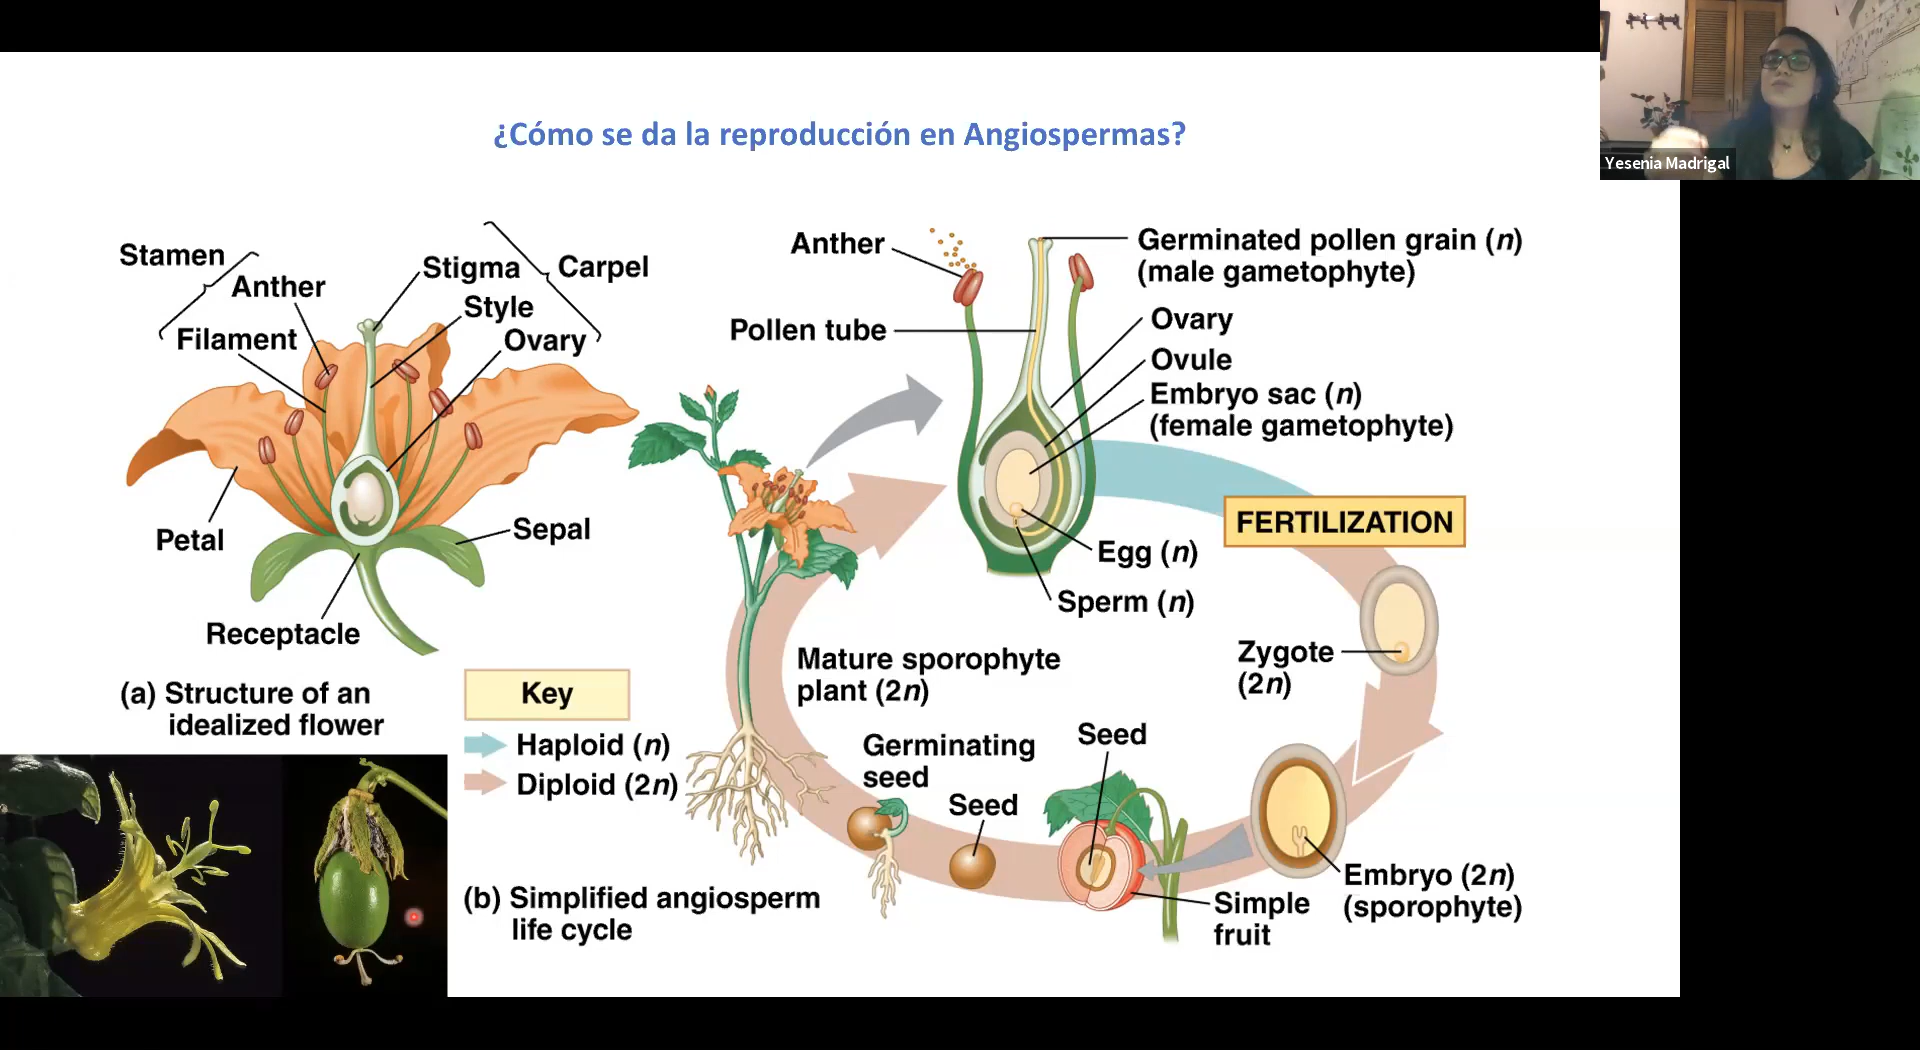 ¿Cómo se da la reproducción en Angiospermas?
Yesenia Madrigal
Stamen
Anther
Filament
Stigma
Style
Ovary
Carpel
Petal
Sepal
Receptacle
(a) Structure of an
idealized flower
Key
Haploid (n)
Diploid (2n)
Anther
Pollen tube
Germinated pollen grain (n)
(male gametophyte)
Ovary
Ovule
Embryo sac (n)
(female gametophyte)
Egg (n)
Sperm (n)
FERTILIZATION
Zygote
(2n)
Embryo (2n)
(sporophyte)
Simple
fruit
Seed
Seed
Germinating
seed
Mature sporophyte
plant (2n)
(b) Simplified angiosperm
life cycle